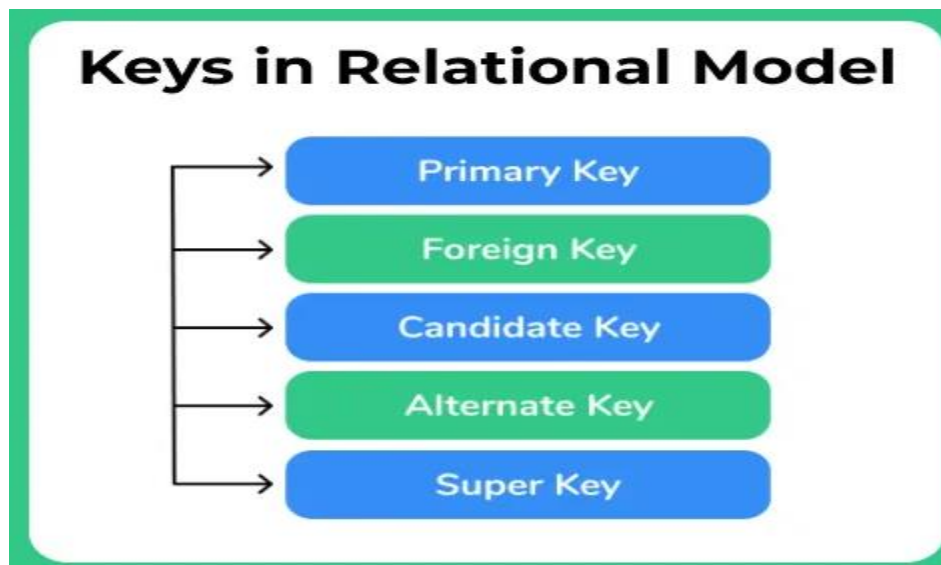 Keys in Relational Model
Primary Key
Foreign Key
Candidate Key
Alternate Key
Super Key